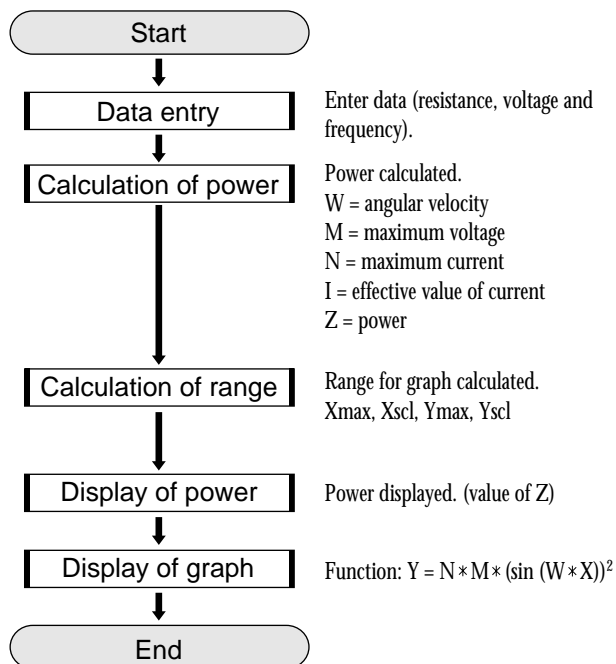 Start
Data entry
Enter data (resistance, voltage and
frequency).
Calculation of power
Power calculated.
W = angular velocity
M = maximum voltage
N = maximum current
I = effective value of current
Z = power
Calculation of range
Range for graph calculated.
Xmax, Xscl, Ymax, Yscl
Display of power
Power displayed. (value of Z)
Display of graph
Function: Y = N * M * (sin (W * X))²
End